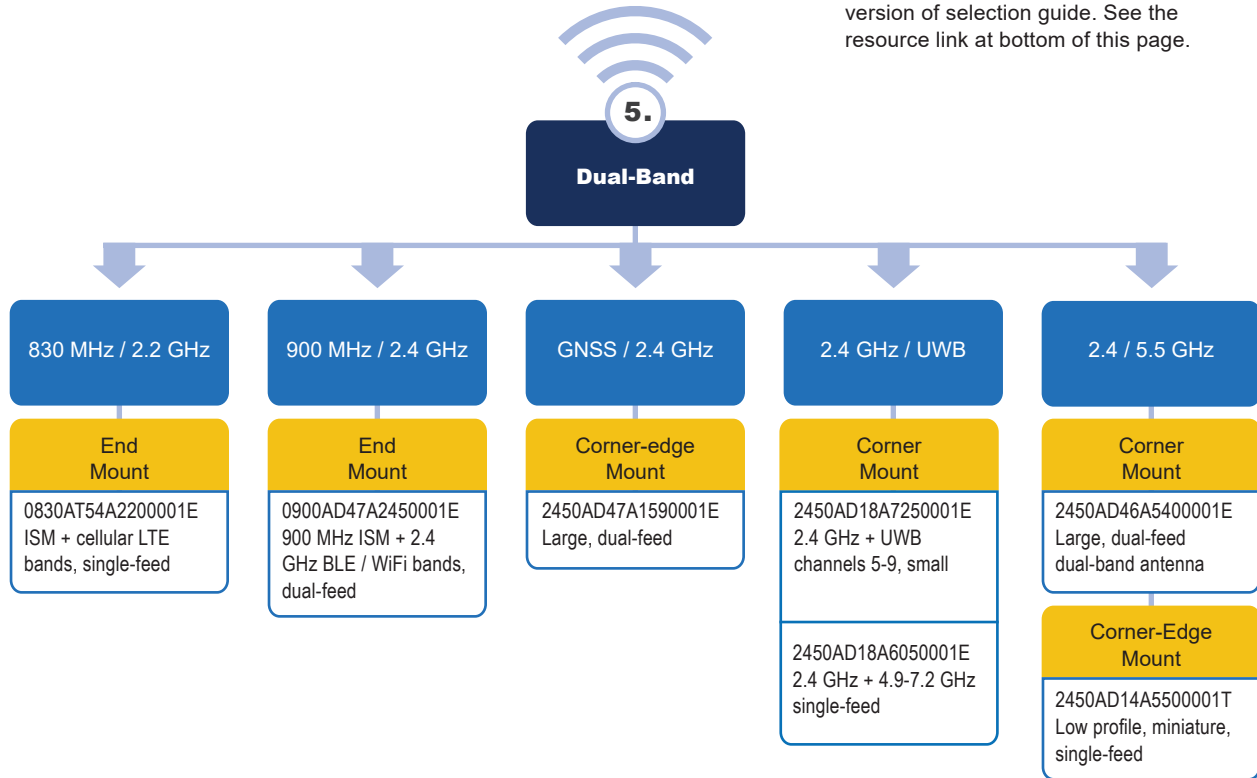 version of selection guide. See the
resource link at bottom of this page.
5.
Dual-Band
830 MHz / 2.2 GHz
End
Mount
0830AT54A2200001E
ISM + cellular LTE
bands, single-feed
900 MHz / 2.4 GHz
End
Mount
0900AD47A2450001E
900 MHz ISM + 2.4
GHz BLE / WiFi bands,
dual-feed
GNSS / 2.4 GHz
Corner-edge
Mount
2450AD47A1590001E
Large, dual-feed
2.4 GHz / UWB
Corner
Mount
2450AD18A7250001E
2.4 GHz + UWB
channels 5-9, small
2450AD18A6050001E
2.4 GHz + 4.9-7.2 GHz
single-feed
2.4 / 5.5 GHz
Corner
Mount
2450AD46A5400001E
Large, dual-feed
dual-band antenna
Corner-Edge
Mount
2450AD14A5500001T
Low profile, miniature,
single-feed